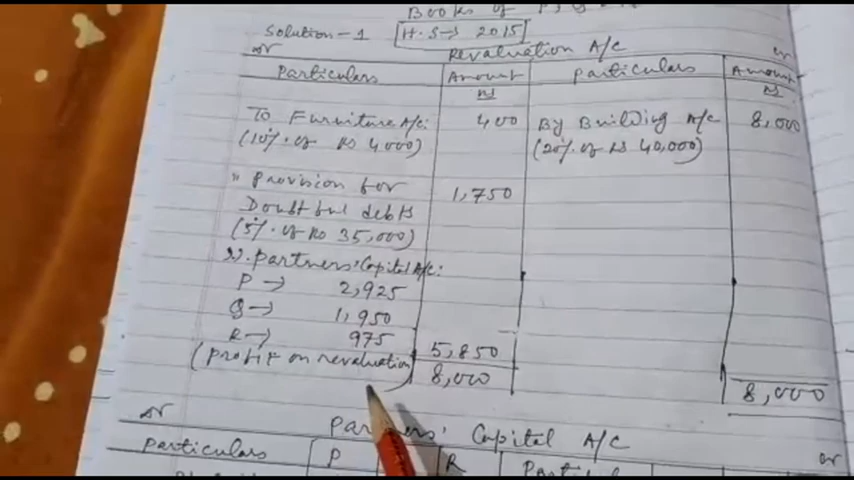 Books of P, Q & R
Solution-1 [H.S→ 2015]
Dr Revaluation A/c Cr
Particulars Amount Particulars Amount
Rs Rs
To Furniture A/c: 400 By Building A/c 8,000
(10% of Rs 4000) (20% of Rs 40,000)
" Provision for 1,750
Doubtful debts
(5% of Rs 35,000)
". Partners' Capital A/c:
P → 2,925
Q → 1,950
R → 975 5,850
(Profit on revaluation) 8,000 8,000
Dr Partners' Capital A/c Cr
Particulars P R